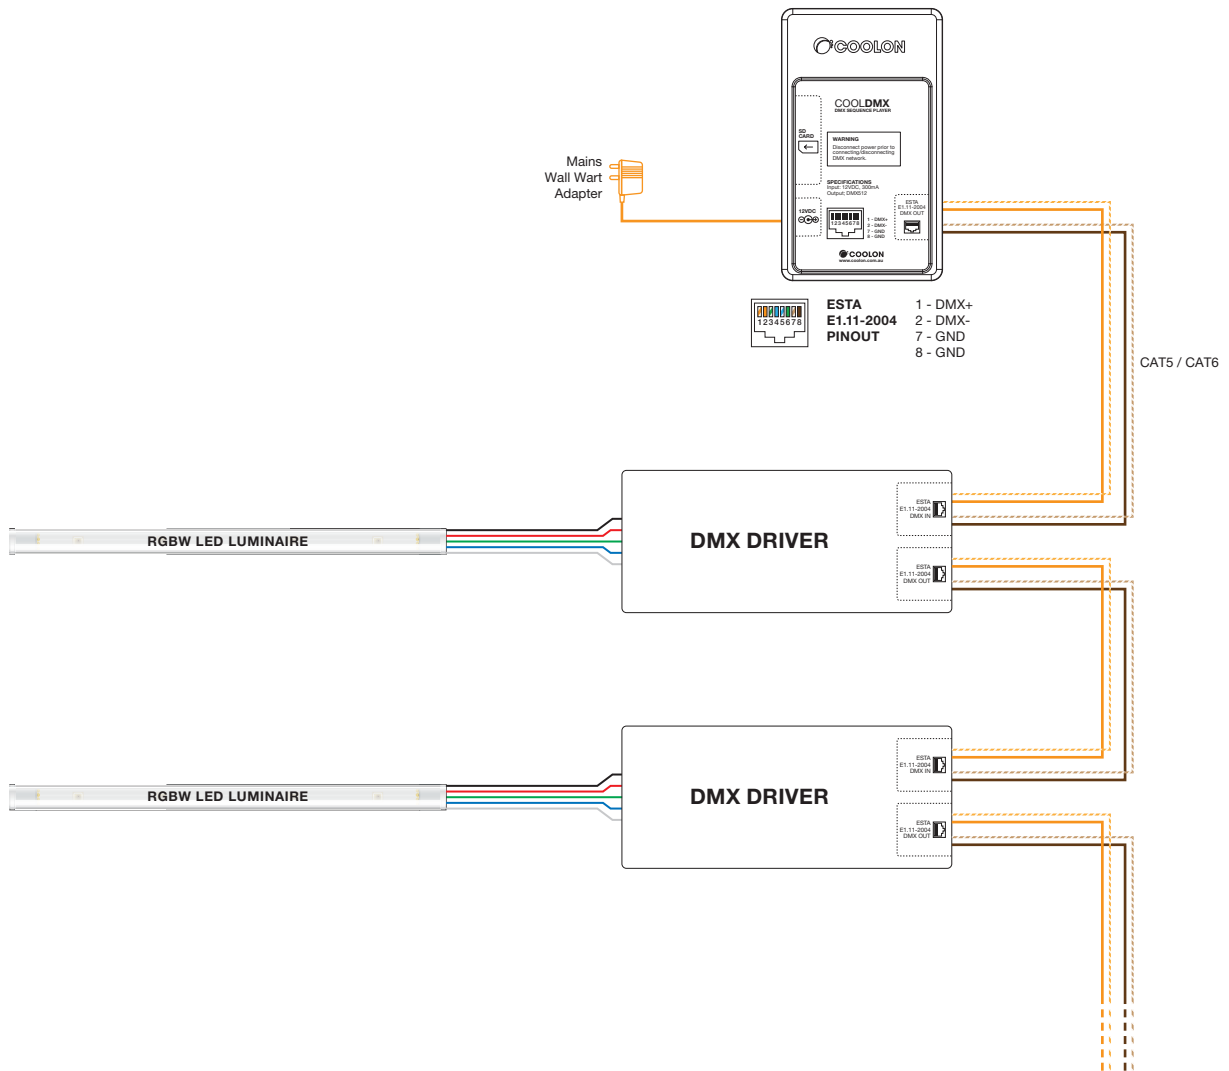 COOLON
COOLDMX
DMX SEQUENCE PLAYER
SD
CARD
WARNING
Disconnect power prior to
connecting/disconnecting
DMX network.
SPECIFICATIONS
Input: 12VDC, 300mA
Output: DMX512
12VDC
12345678
1 - DMX+
2 - DMX-
7 - GND
8 - GND
ESTA
E1.11-2004
DMX OUT
COOLON
www.coolon.com.au
Mains
Wall Wart
Adapter
12345678
ESTA
E1.11-2004
PINOUT
1 - DMX+
2 - DMX-
7 - GND
8 - GND
CAT5 / CAT6
RGBW LED LUMINAIRE
DMX DRIVER
ESTA
E1.11-2004
DMX IN
ESTA
E1.11-2004
DMX OUT
RGBW LED LUMINAIRE
DMX DRIVER
ESTA
E1.11-2004
DMX IN
ESTA
E1.11-2004
DMX OUT